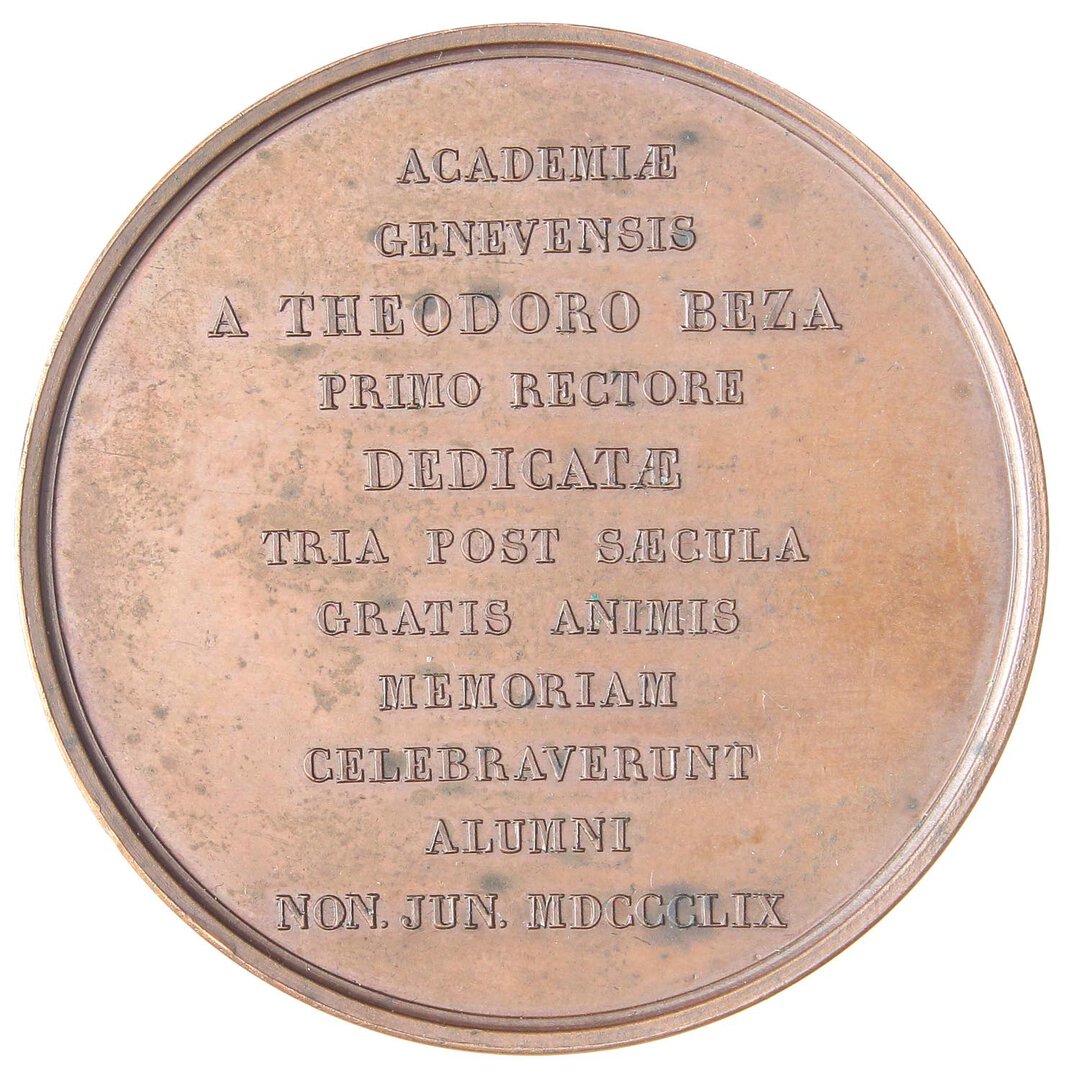 ACADEMIÆ
GENEVENSIS
A THEODORO BEZA
PRIMO RECTORE
DEDICATÆ
TRIA POST SÆCULA
GRATIS ANIMIS
MEMORIAM
CELEBRAVERUNT
ALUMNI
NON. JUN. MDCCCLIX